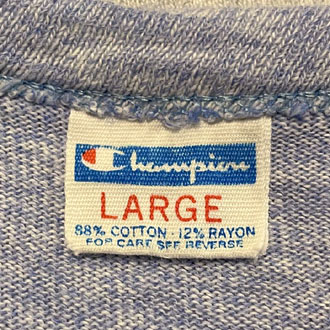 Champion
LARGE
88% COTTON · 12% RAYON
FOR CARE SEE REVERSE